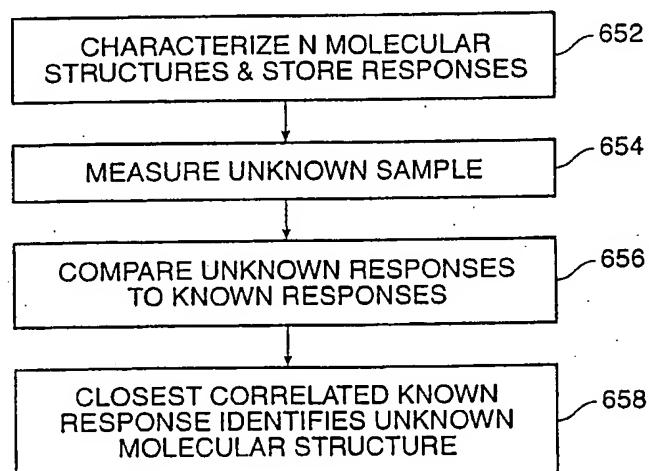 CHARACTERIZE N MOLECULAR
STRUCTURES & STORE RESPONSES
652
MEASURE UNKNOWN SAMPLE
654
COMPARE UNKNOWN RESPONSES
TO KNOWN RESPONSES
656
CLOSEST CORRELATED KNOWN
RESPONSE IDENTIFIES UNKNOWN
MOLECULAR STRUCTURE
658